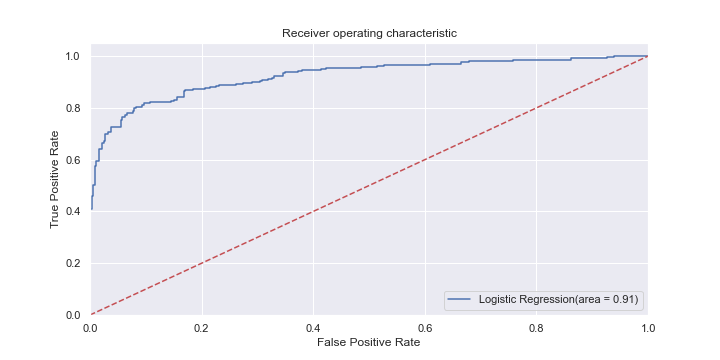 Receiver operating characteristic
True Positive Rate
1.0
0.8
0.6
0.4
0.2
0.0
Logistic Regression(area = 0.91)
0.0 0.2 0.4 0.6 0.8 1.0
False Positive Rate